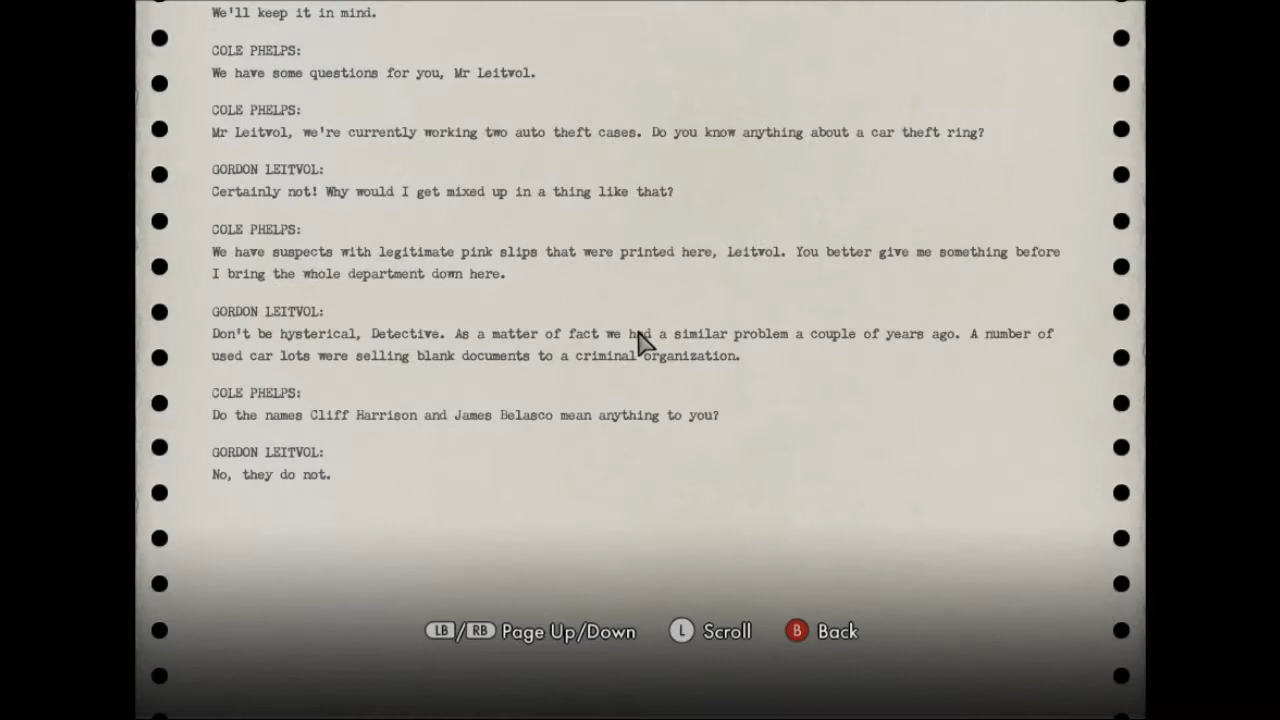 We'll keep it in mind.
COLE PHELPS:
We have some questions for you, Mr Leitvol.
COLE PHELPS:
Mr Leitvol, we're currently working two auto theft cases. Do you know anything about a car theft ring?
GORDON LEITVOL:
Certainly not! Why would I get mixed up in a thing like that?
COLE PHELPS:
We have suspects with legitimate pink slips that were printed here, Leitvol. You better give me something before
I bring the whole department down here.
GORDON LEITVOL:
Don't be hysterical, Detective. As a matter of fact we had a similar problem a couple of years ago. A number of
used car lots were selling blank documents to a criminal organization.
COLE PHELPS:
Do the names Cliff Harrison and James Belasco mean anything to you?
GORDON LEITVOL:
No, they do not.
LB/RB Page Up/Down L Scroll B Back